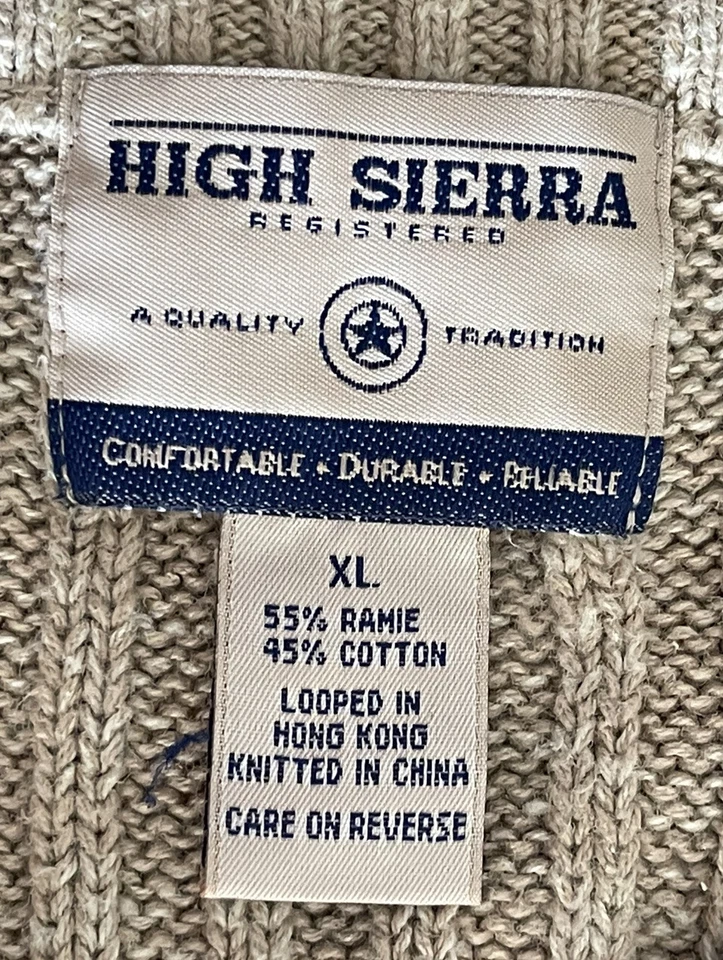 HIGH SIERRA
REGISTERED
A QUALITY TRADITION
COMFORTABLE • DURABLE • RELIABLE
XL
55% RAMIE
45% COTTON
LOOPED IN
HONG KONG
KNITTED IN CHINA
CARE ON REVERSE